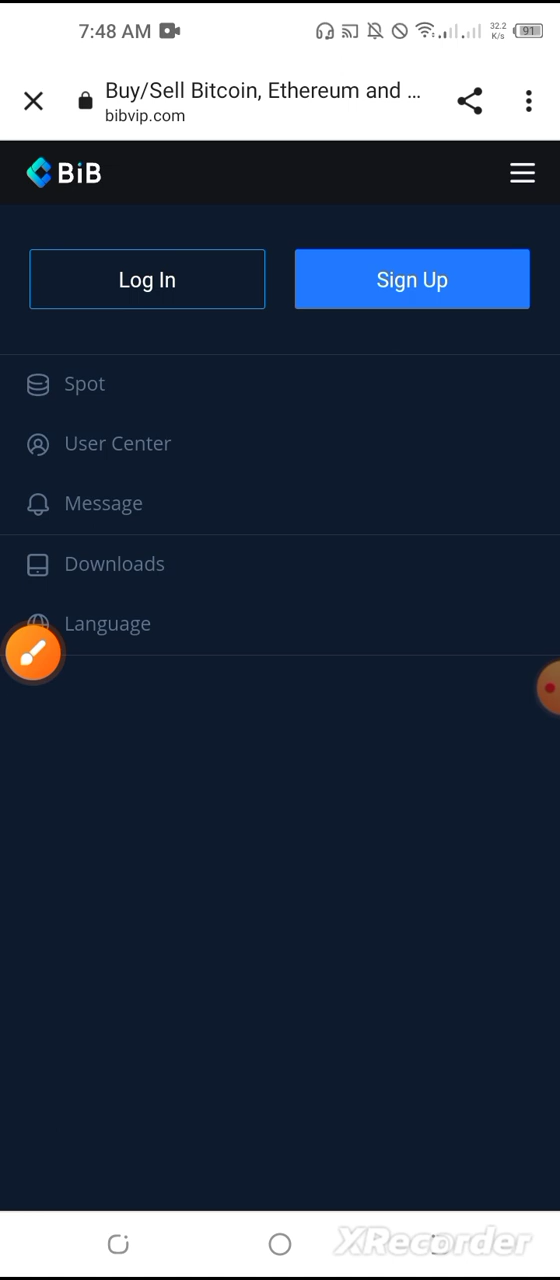 7:48 AM
32.2
K/s
91
Buy/Sell Bitcoin, Ethereum and ...
bibvip.com
BiB
Log In
Sign Up
Spot
User Center
Message
Downloads
Language
XRecorder